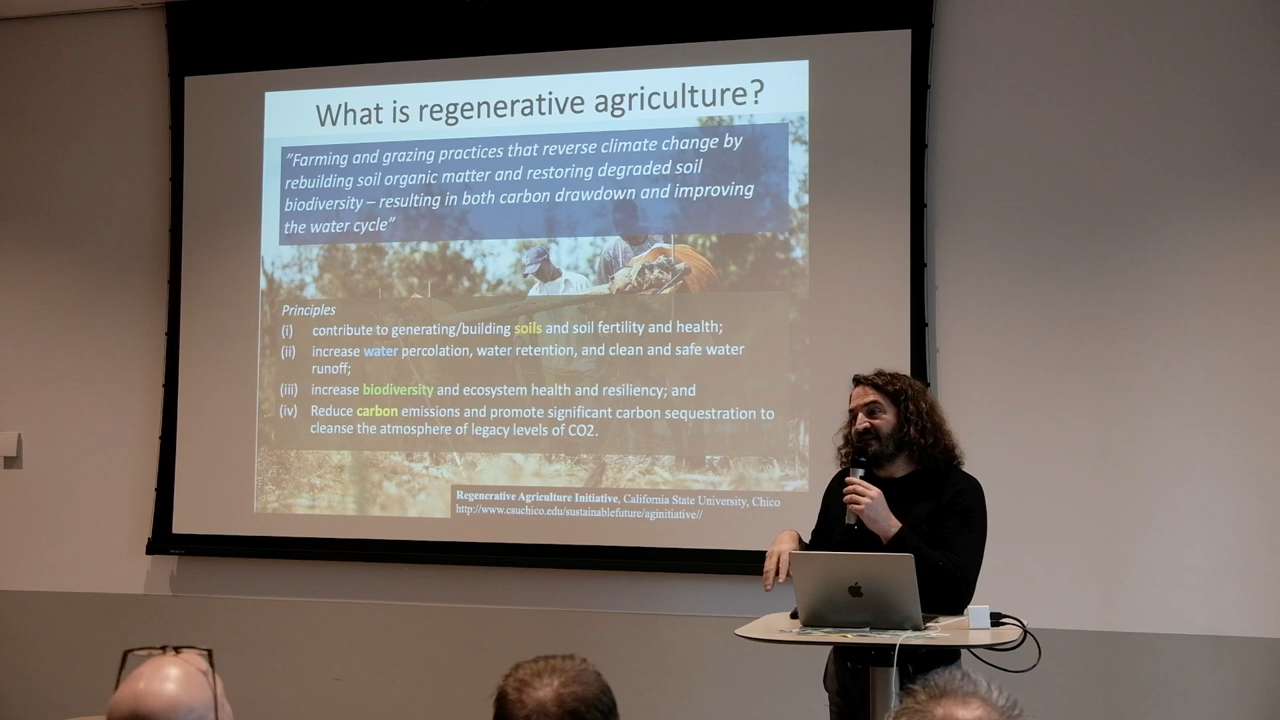 What is regenerative agriculture?
"Farming and grazing practices that reverse climate change by
rebuilding soil organic matter and restoring degraded soil
biodiversity – resulting in both carbon drawdown and improving
the water cycle"
Principles
(i) contribute to generating/building soils and soil fertility and health;
(ii) increase water percolation, water retention, and clean and safe water
runoff;
(iii) increase biodiversity and ecosystem health and resiliency; and
(iv) Reduce carbon emissions and promote significant carbon sequestration to
cleanse the atmosphere of legacy levels of CO2.
Regenerative Agriculture Initiative, California State University, Chico
http://www.csuchico.edu/sustainablefuture/aginitiative//